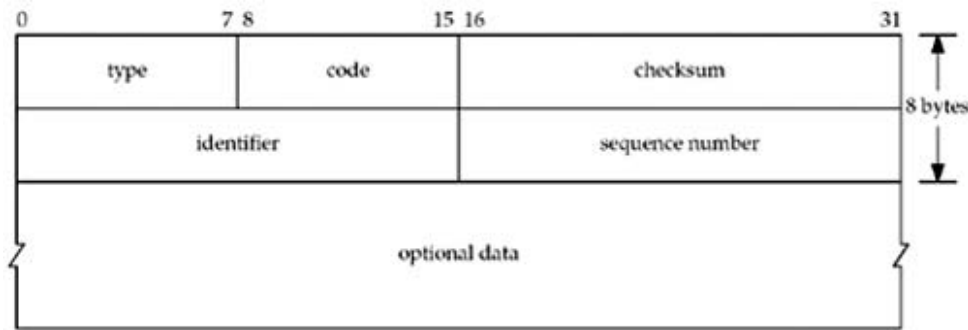 0 7 8 15 16 31
type code checksum
8 bytes
identifier sequence number
optional data